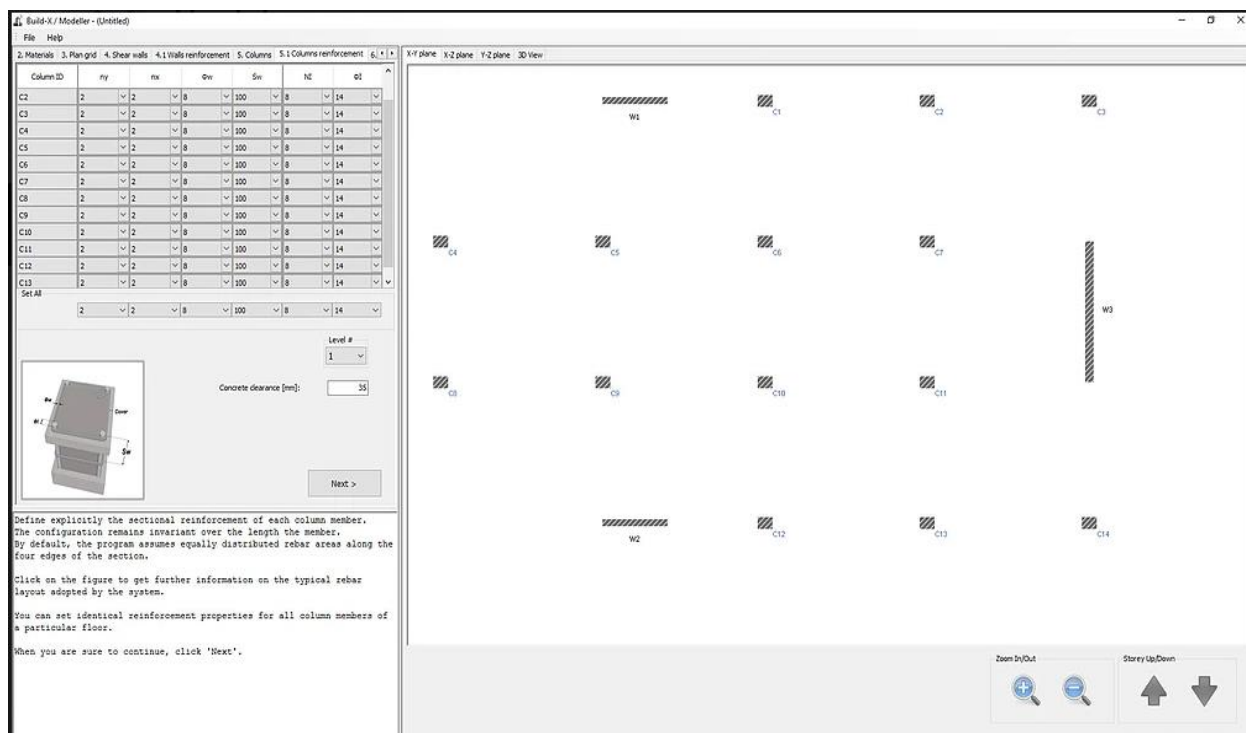 Build-X / Modeller - (Untitled)
File Help
2. Materials 3. Plan grid 4. Shear walls 4.1 Walls reinforcement 5. Columns 5.1 Columns reinforcement 6.
X-Y plane X-Z plane Y-Z plane 3D View
Column ID ny nx Φw Sw Nl Φl
C2 2 2 8 100 8 14
C3 2 2 8 100 8 14
C4 2 2 8 100 8 14
C5 2 2 8 100 8 14
C6 2 2 8 100 8 14
C7 2 2 8 100 8 14
C8 2 2 8 100 8 14
C9 2 2 8 100 8 14
C10 2 2 8 100 8 14
C11 2 2 8 100 8 14
C12 2 2 8 100 8 14
C13 2 2 8 100 8 14
Set All
2 2 8 100 8 14
Level #
1
Concrete clearance [mm]: 35
Φw
Cover
Sw
Next >
Define explicitly the sectional reinforcement of each column member.
The configuration remains invariant over the length the member.
By default, the program assumes equally distributed rebar areas along the
four edges of the section.
Click on the figure to get further information on the typical rebar
layout adopted by the system.
You can set identical reinforcement properties for all column members of
a particular floor.
When you are sure to continue, click 'Next'.
W1 C1 C2 C3
C4 C5 C6 C7
W3
C8 C9 C10 C11
W2 C12 C13 C14
Zoom In/Out Storey Up/Down